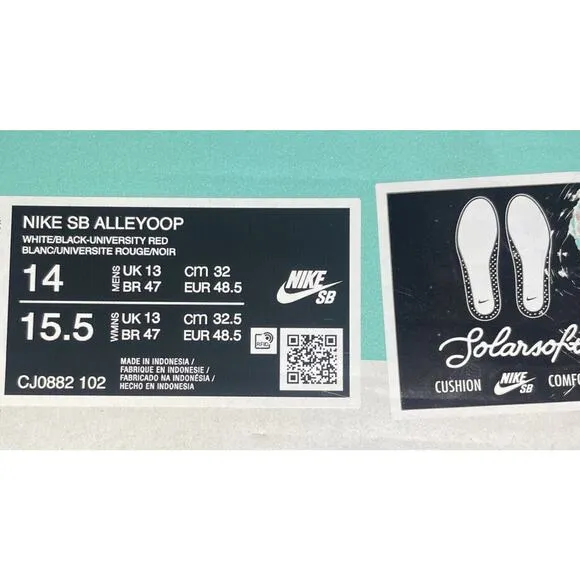 NIKE SB ALLEYOOP
WHITE/BLACK-UNIVERSITY RED
BLANC/UNIVERSITE ROUGE/NOIR
14 MENS UK 13 cm 32
BR 47 EUR 48.5
15.5 WMNS UK 13 cm 32.5
BR 47 EUR 48.5
NIKE SB
RFID
CJ0882 102
MADE IN INDONESIA /
FABRIQUE EN INDONESIE /
FABRICADO NA INDONÉSIA /
HECHO EN INDONESIA
Solarsoft
CUSHION NIKE SB COMFO